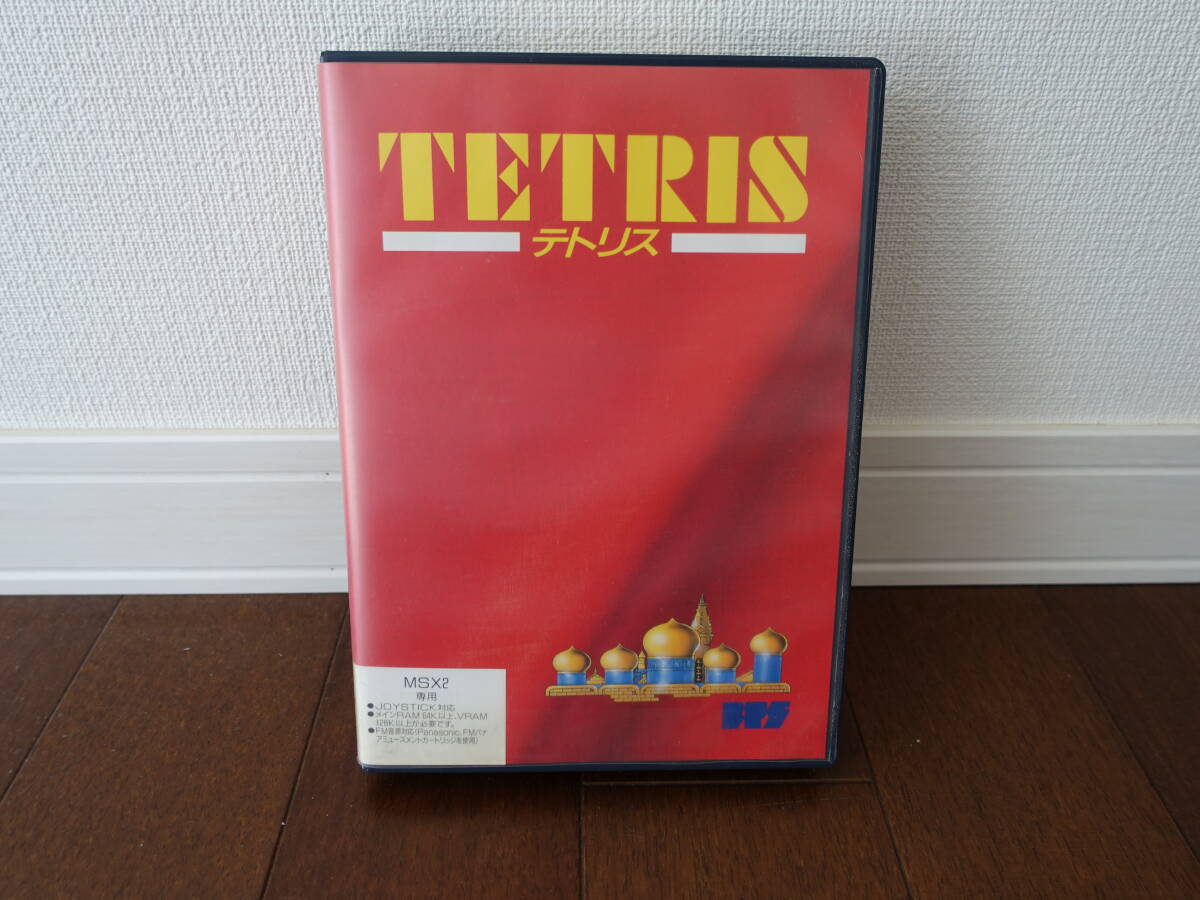 TETRIS
テトリス
MSX2
専用
●JOYSTICK対応
●メインRAM 64K以上、VRAM
128K以上が必要です。
●FM音源対応(Panasonic、FMパナ
アミューズメントカートリッジを使用)
BPS